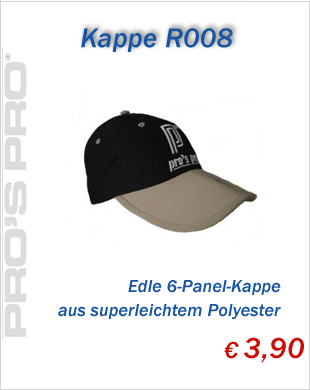 Kappe R008
PRO'S PRO®
pro's pro
Edle 6-Panel-Kappe
aus superleichtem Polyester
€ 3,90